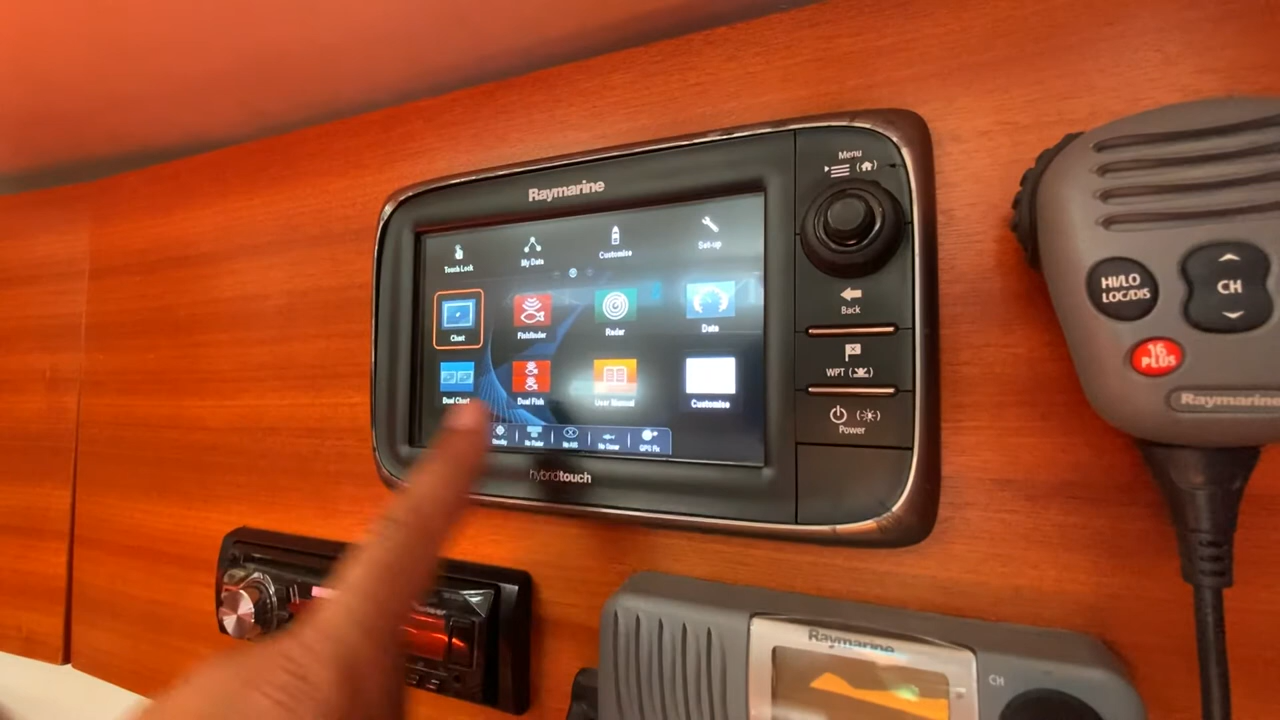 Raymarine
Touch Lock
My Data
Customise
Set-up
Chart
Fishfinder
Radar
Data
Dual Chart
Dual Fish
User Manual
Customise
Standby
No Radar
No AIS
No Sonar
GPS Fix
hybridtouch
Menu
Back
WPT
Power
HI/LO
LOC/DIS
CH
16
PLUS
Raymarine
Raymarine
CH